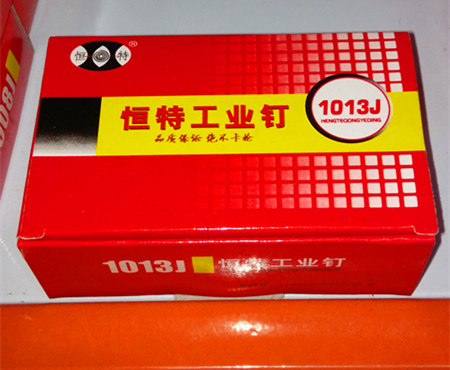 恒 特 ®
恒特工业钉
品质保证 绝不卡枪
1013J
HENGTEGONGYEDING
1013J 恒特工业钉
1008J